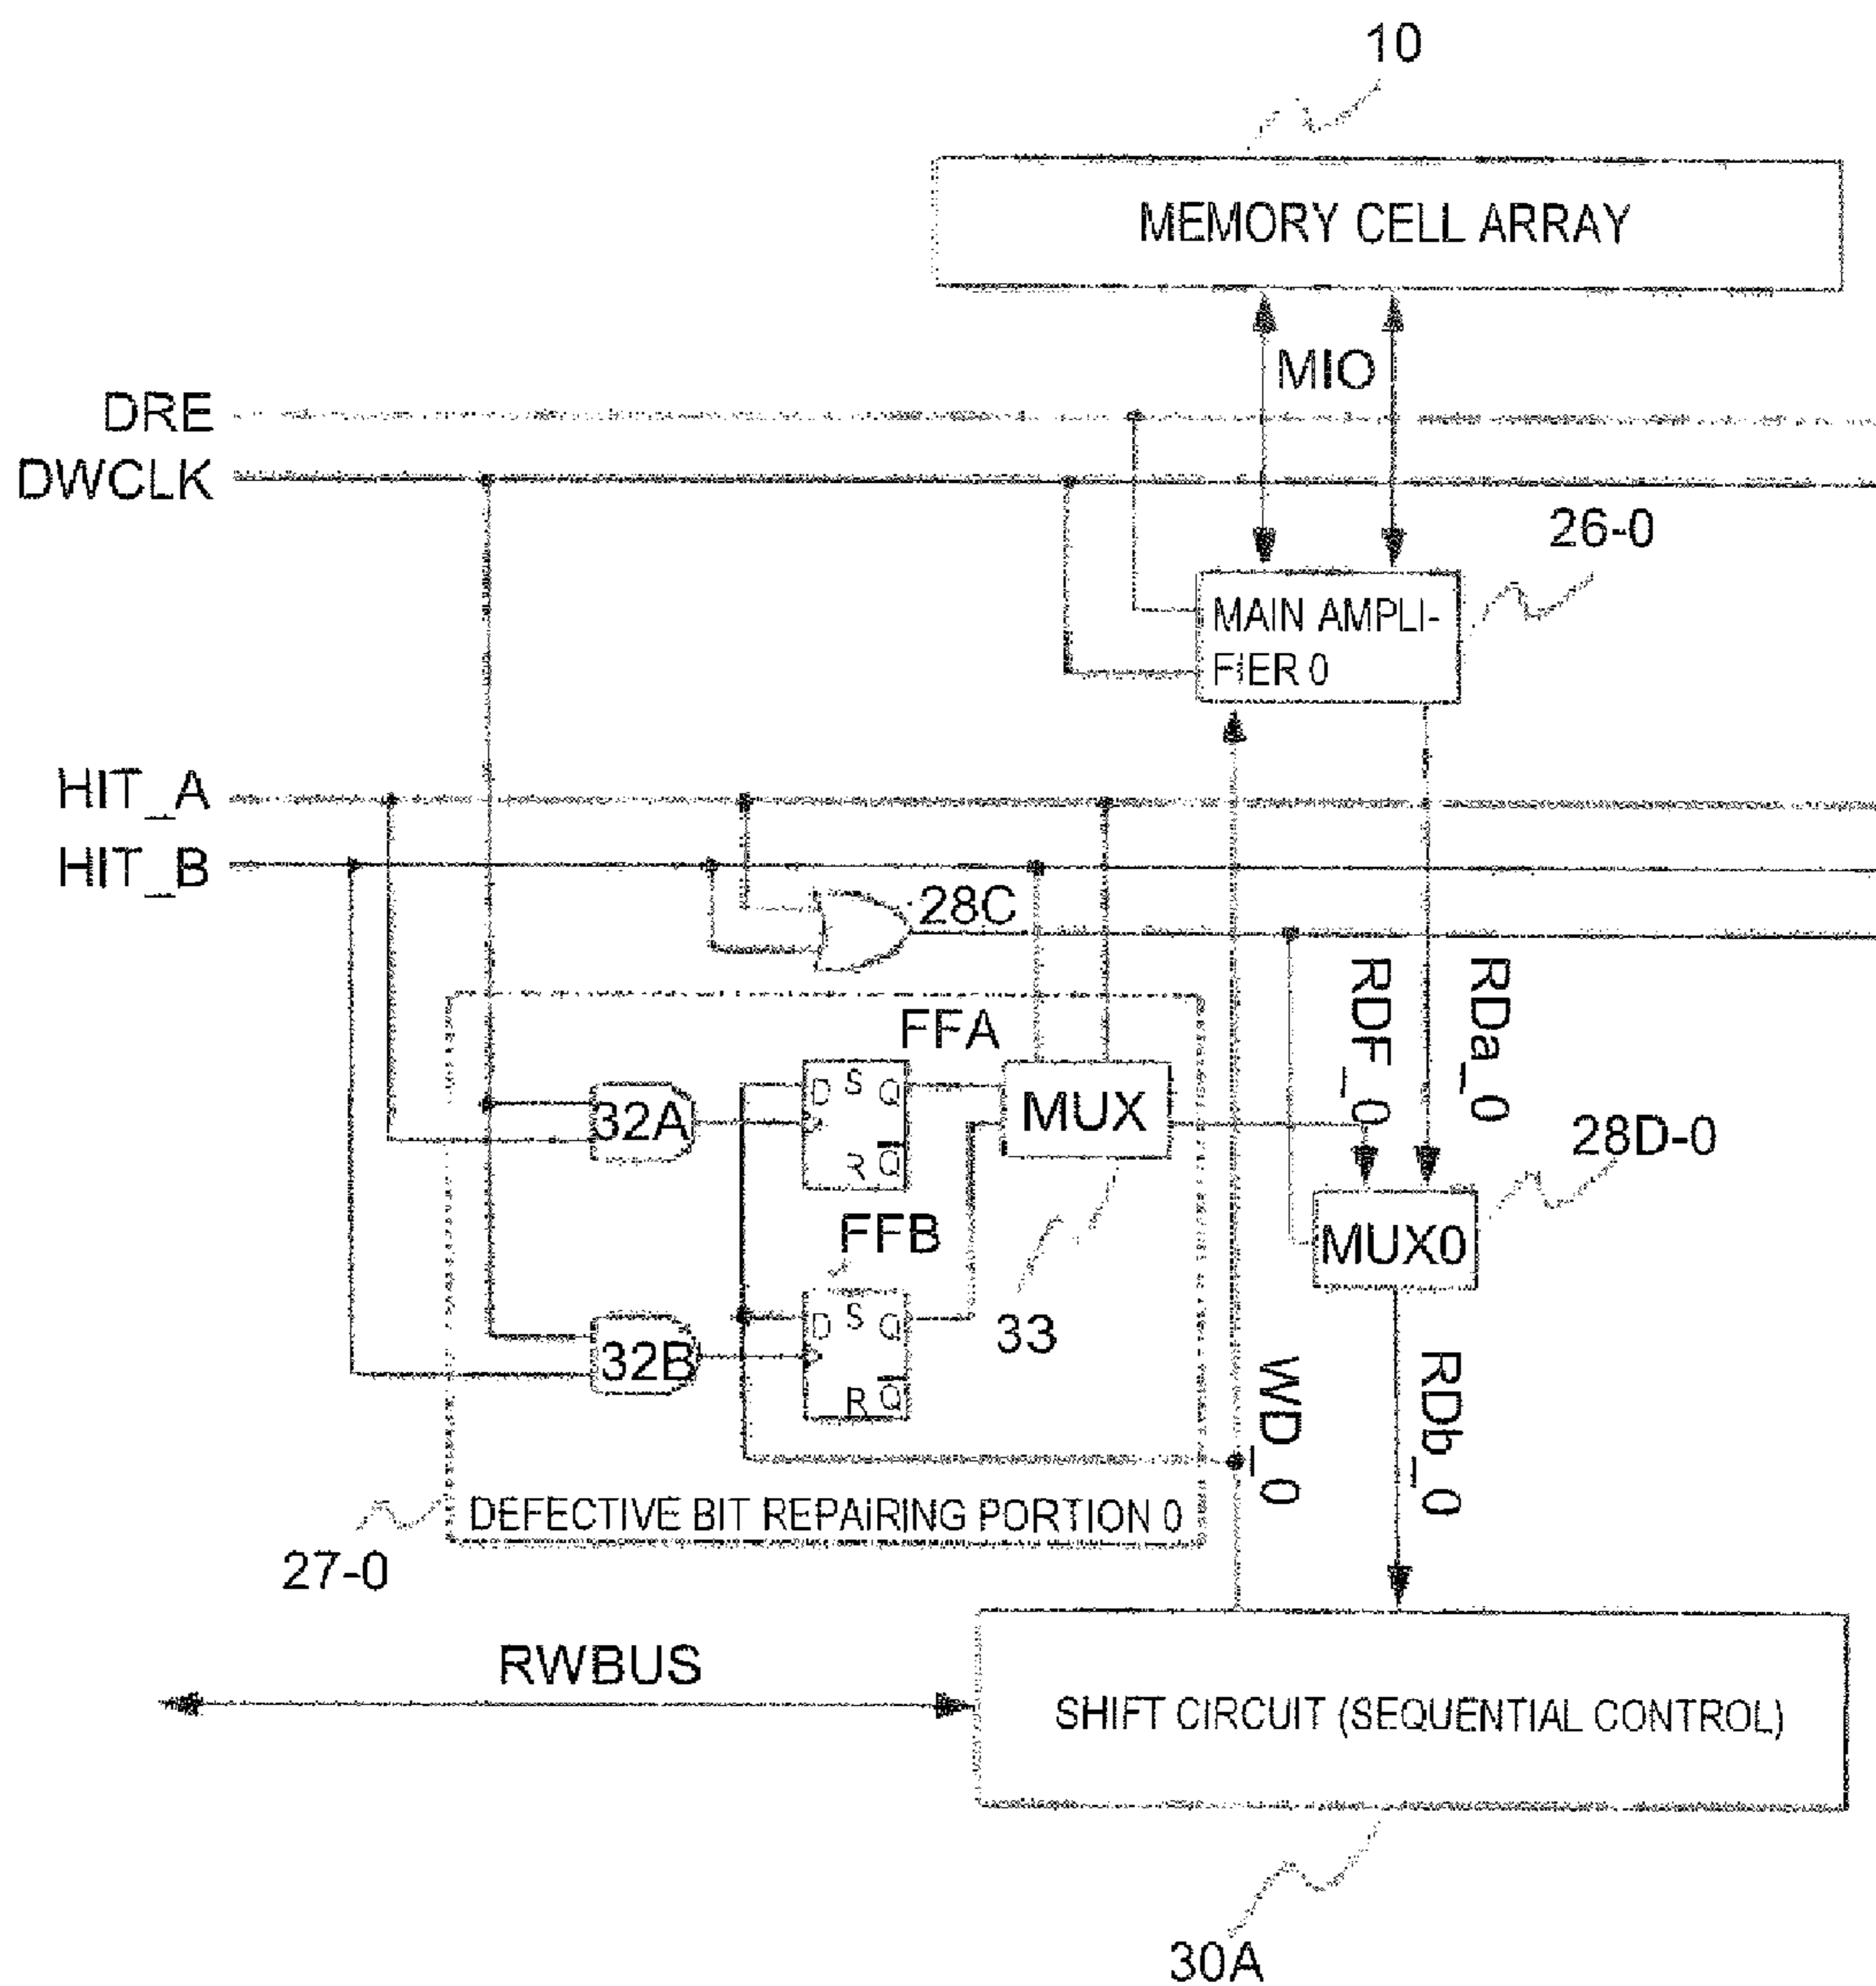 10
MEMORY CELL ARRAY
MIO
DRE
DWCLK
26-0
MAIN AMPLI-
FIER 0
HIT_A
HIT_B
28C
RDF_0
RDa_0
FFA
D S Q
R Q
32A
MUX
28D-0
MUX0
FFB
D S Q
R Q
32B
33
WD_0
RDb_0
DEFECTIVE BIT REPAIRING PORTION 0
27-0
RWBUS
SHIFT CIRCUIT (SEQUENTIAL CONTROL)
30A